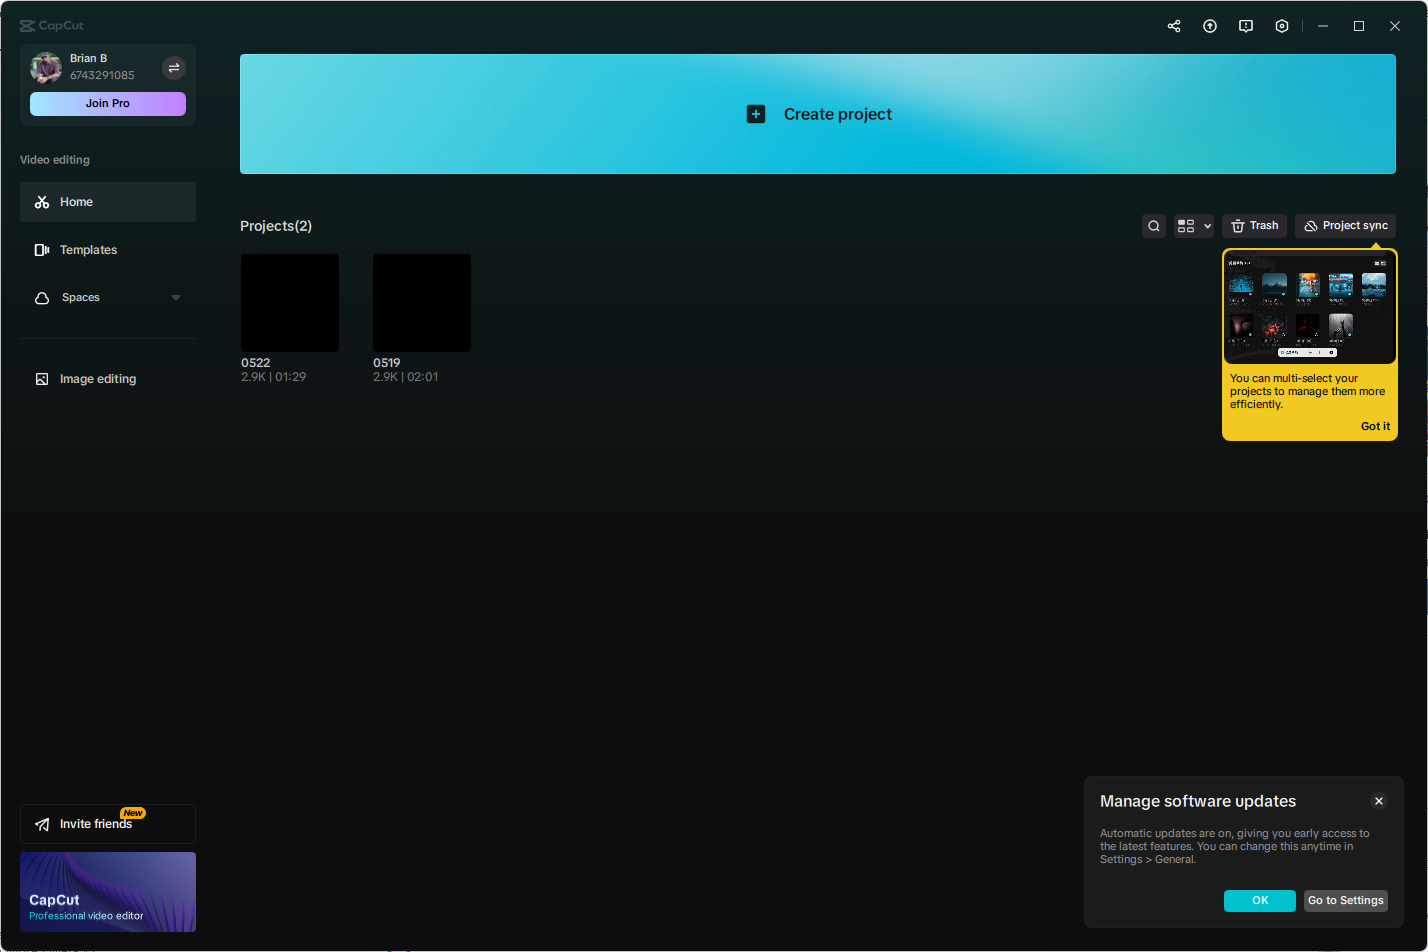 CapCut
Brian B
6743291085
Join Pro
Video editing
Home
Templates
Spaces
Image editing
Create project
Projects(2)
Trash
Project sync
0522
2.9K | 01:29
0519
2.9K | 02:01
You can multi-select your
projects to manage them more
efficiently.
Got it
New
Invite friends
CapCut
Professional video editor
Manage software updates
Automatic updates are on, giving you early access to
the latest features. You can change this anytime in
Settings > General.
OK
Go to Settings